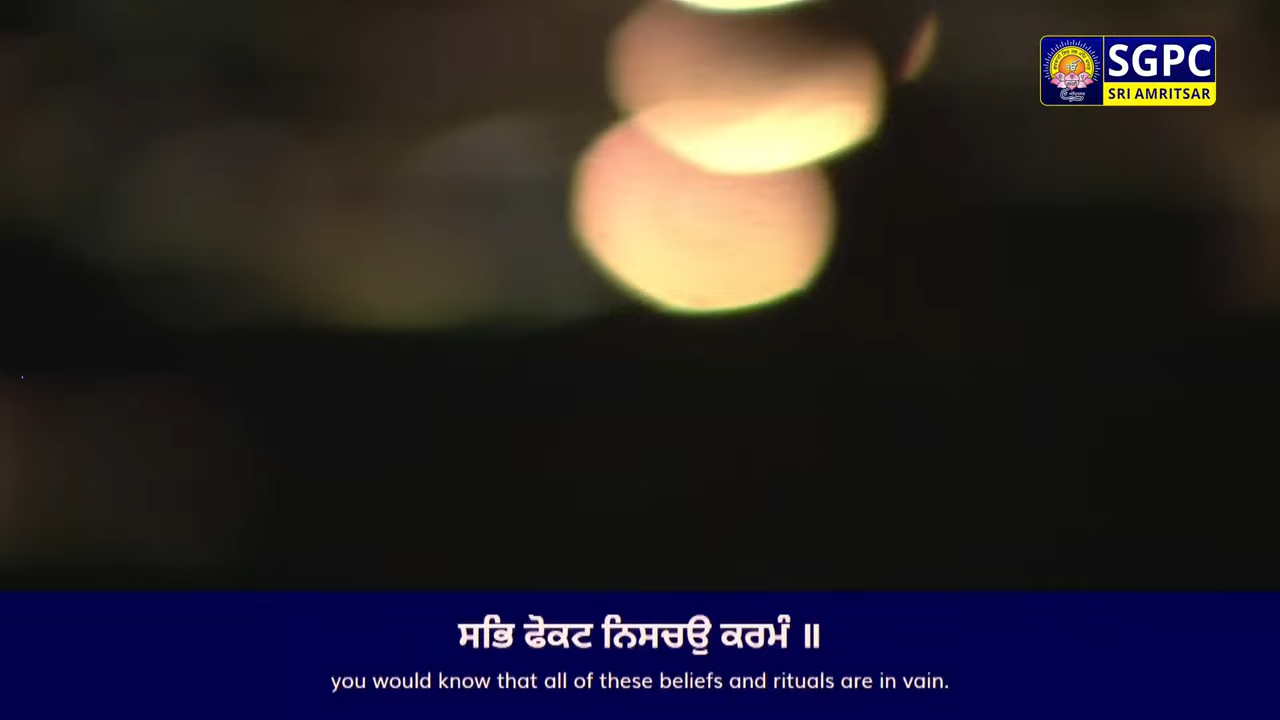 SGPC
SRI AMRITSAR
ਸਭਿ ਫੋਕਟ ਨਿਸਚਉ ਕਰਮੰ ॥
you would know that all of these beliefs and rituals are in vain.